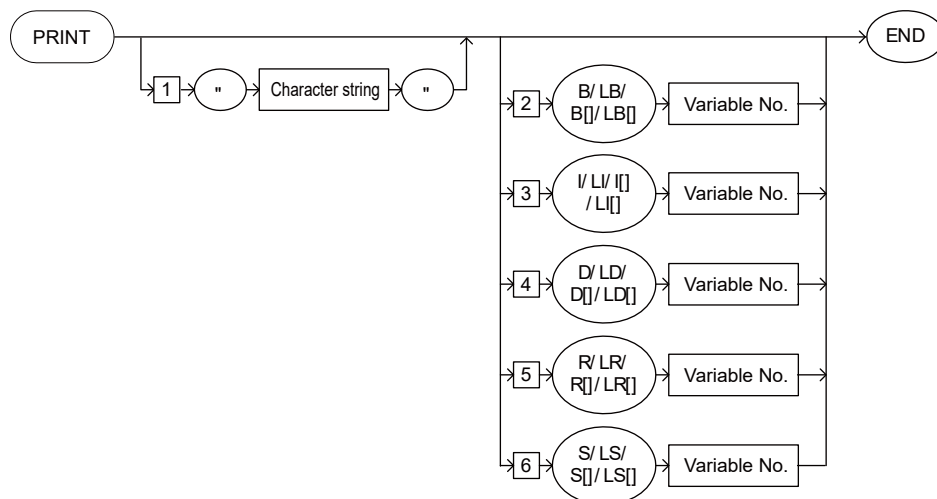 PRINT
END
1
"
Character string
"
2
B/ LB/
B[]/ LB[]
Variable No.
3
I/ LI/ I[]
/ LI[]
Variable No.
4
D/ LD/
D[]/ LD[]
Variable No.
5
R/ LR/
R[]/ LR[]
Variable No.
6
S/ LS/
S[]/ LS[]
Variable No.